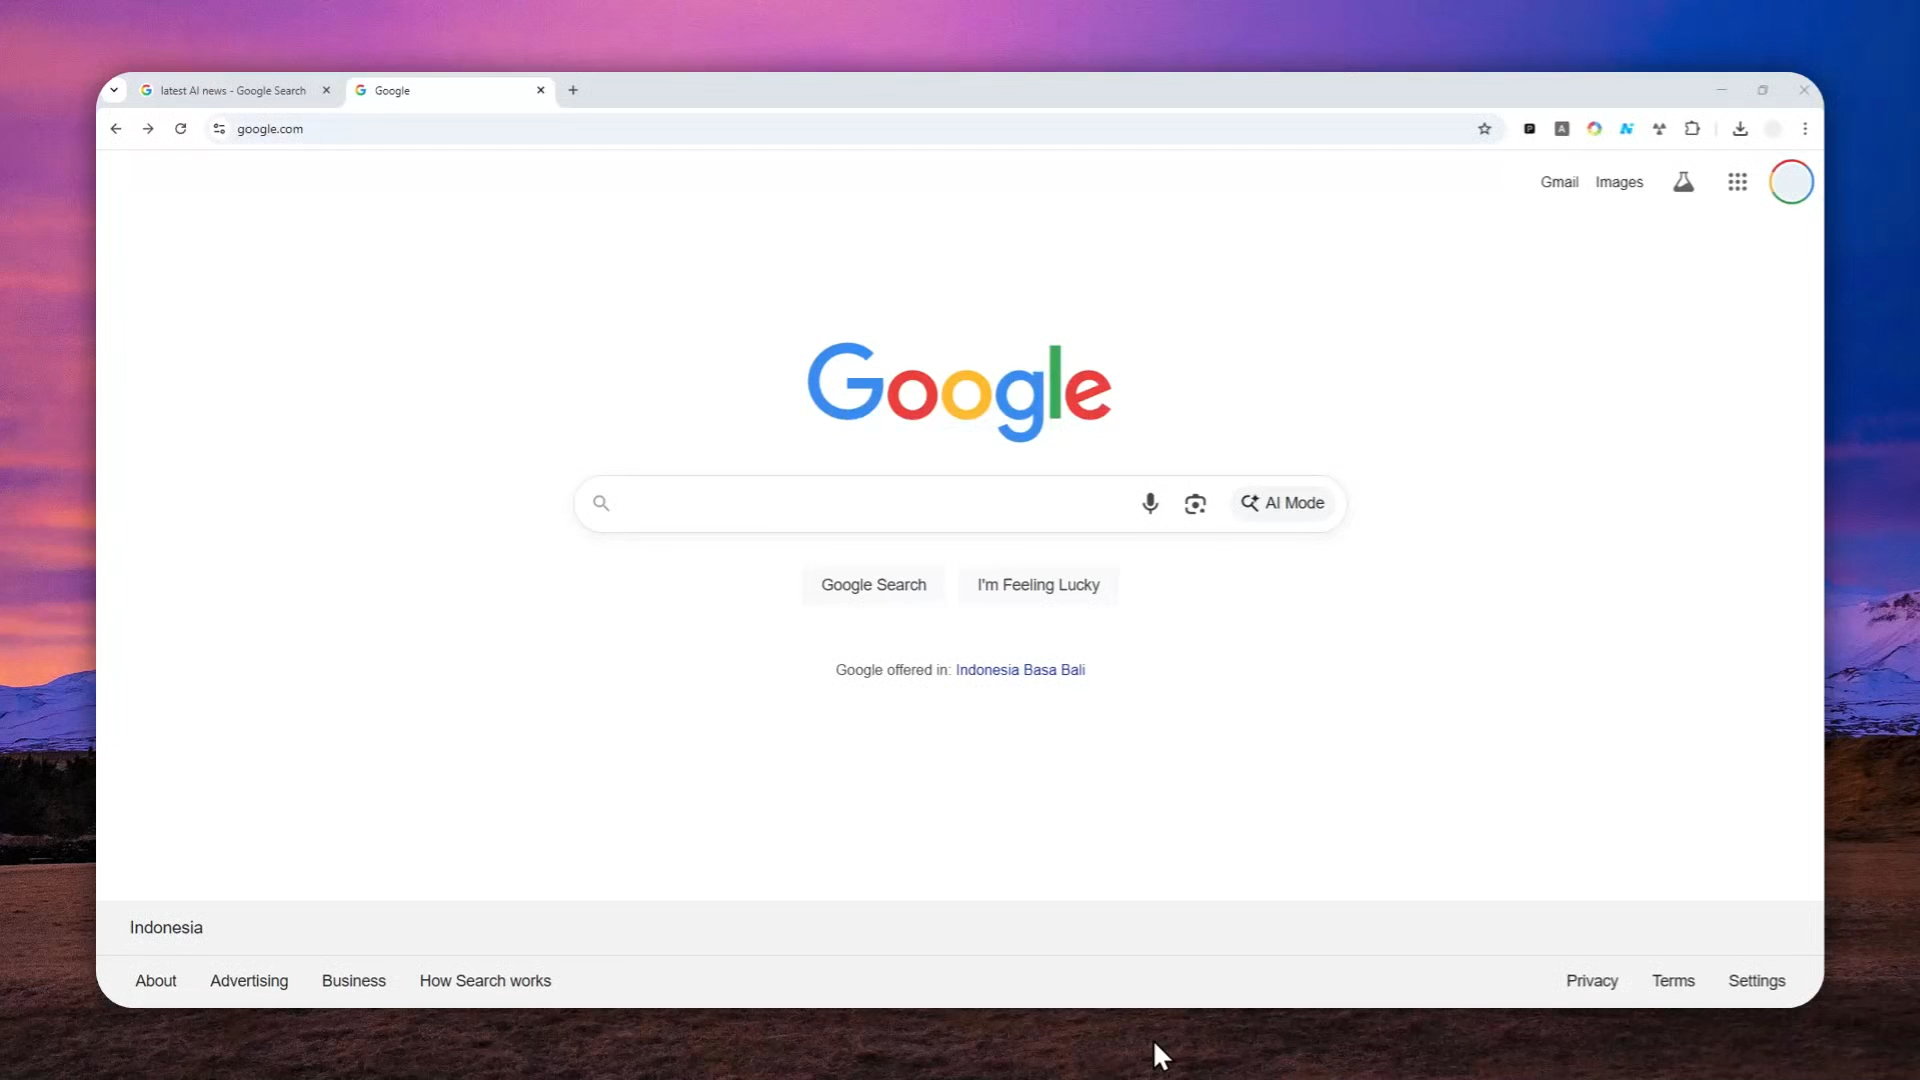 latest AI news - Google Search
Google
google.com
Gmail
Images
Google
AI Mode
Google Search
I'm Feeling Lucky
Google offered in: Indonesia Basa Bali
Indonesia
About
Advertising
Business
How Search works
Privacy
Terms
Settings